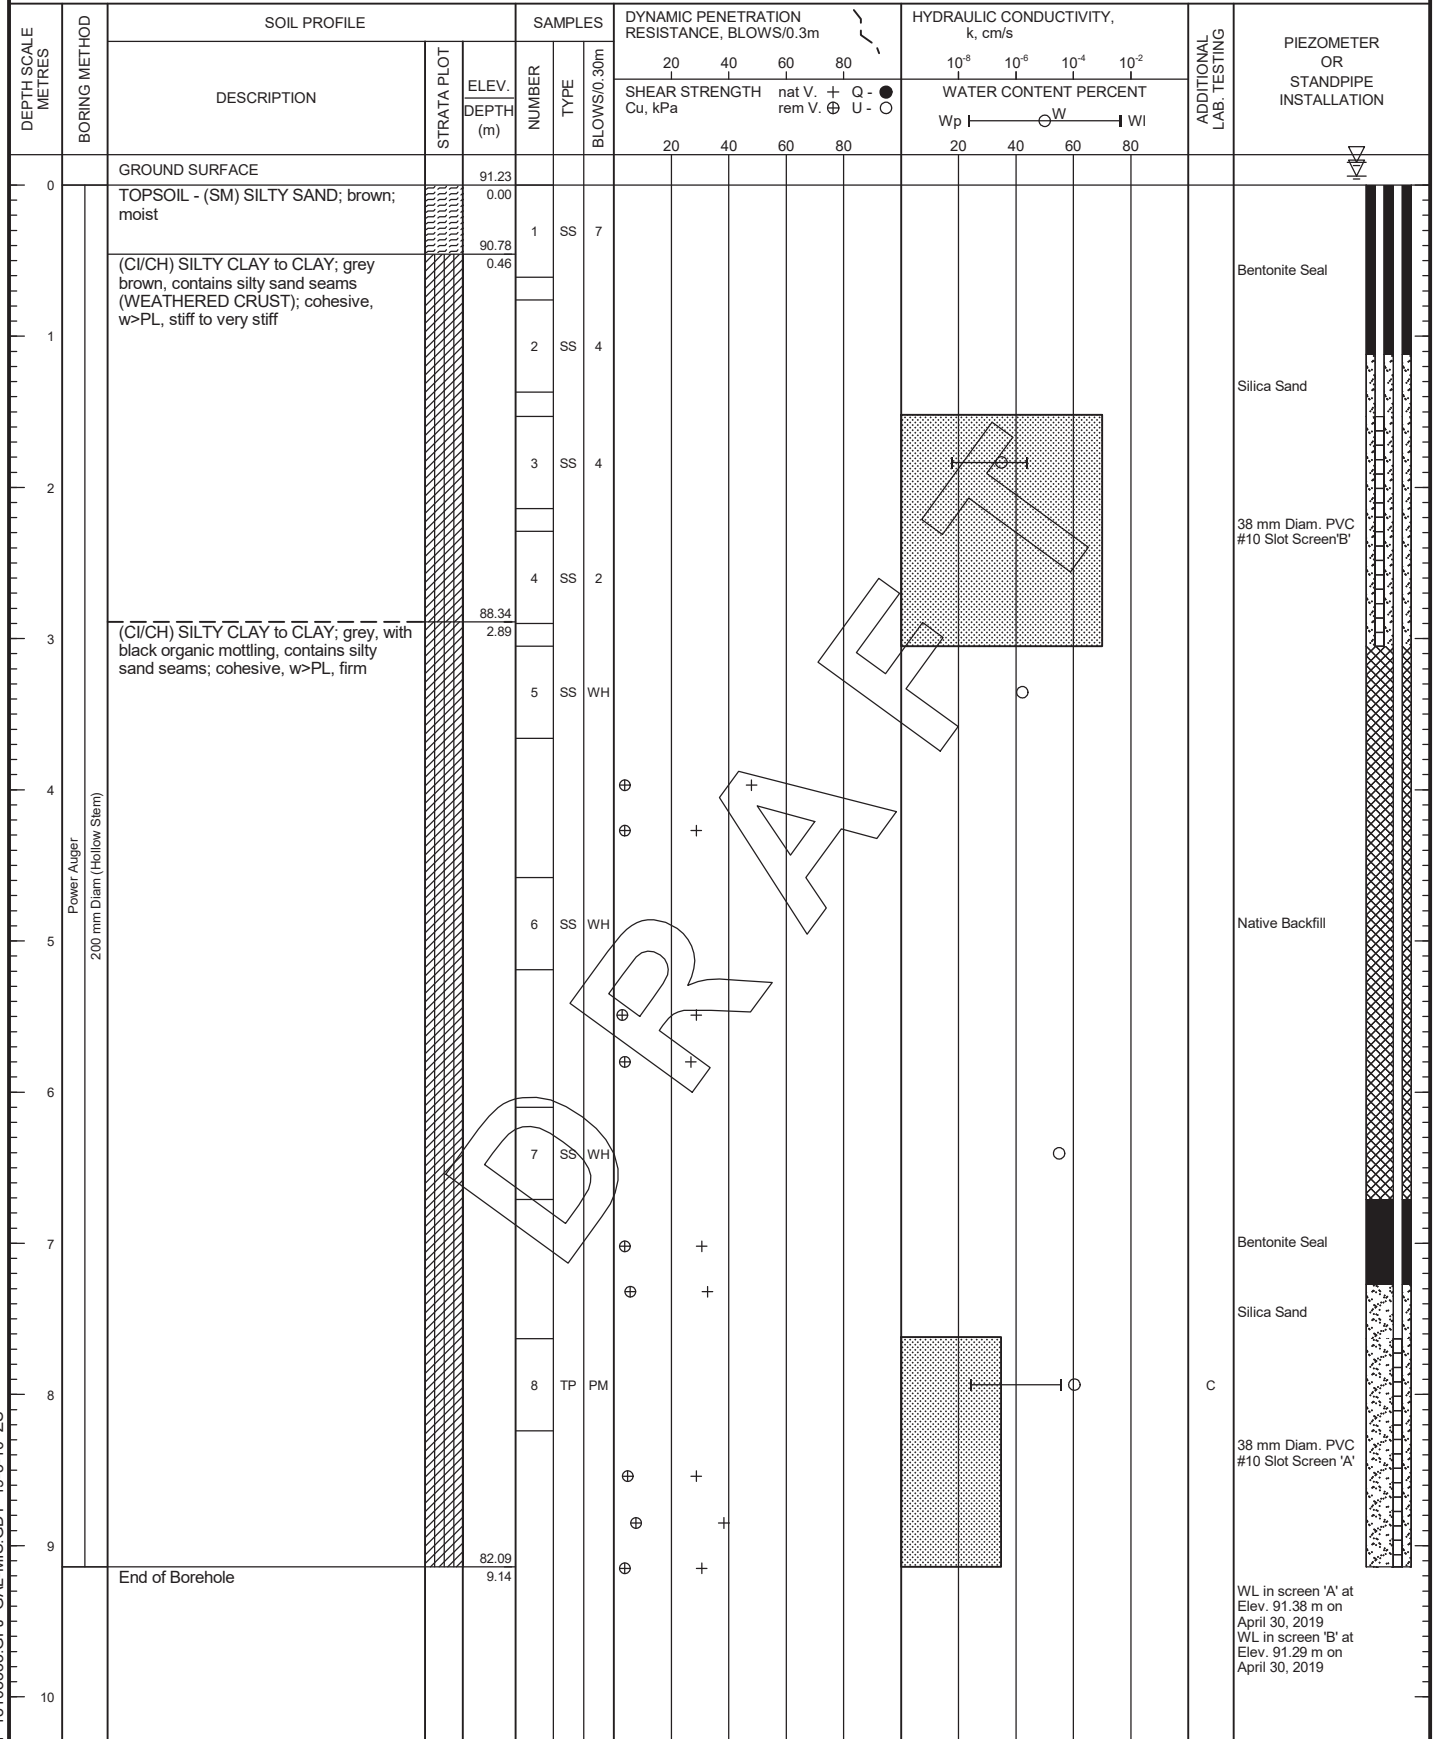 DEPTH SCALE
METRES
BORING METHOD
SOIL PROFILE
DESCRIPTION
STRATA PLOT
ELEV.
DEPTH
(m)
SAMPLES
NUMBER
TYPE
BLOWS/0.30m
DYNAMIC PENETRATION
RESISTANCE, BLOWS/0.3m
20 40 60 80
SHEAR STRENGTH nat V. + Q - ●
Cu, kPa rem V. ⊕ U - ○
20 40 60 80
HYDRAULIC CONDUCTIVITY,
k, cm/s
10⁻⁸ 10⁻⁶ 10⁻⁴ 10⁻²
WATER CONTENT PERCENT
Wp W Wl
20 40 60 80
ADDITIONAL
LAB. TESTING
PIEZOMETER
OR
STANDPIPE
INSTALLATION
GROUND SURFACE 91.23
0
TOPSOIL - (SM) SILTY SAND; brown; 0.00
moist
1 SS 7
90.78
(CI/CH) SILTY CLAY to CLAY; grey 0.46
brown, contains silty sand seams
(WEATHERED CRUST); cohesive,
w>PL, stiff to very stiff
Bentonite Seal
1
2 SS 4
Silica Sand
3 SS 4
2
38 mm Diam. PVC
#10 Slot Screen'B'
4 SS 2
88.34
(CI/CH) SILTY CLAY to CLAY; grey, with 2.89
black organic mottling, contains silty
sand seams; cohesive, w>PL, firm
3
5 SS WH
4
Power Auger
200 mm Diam (Hollow Stem)
6 SS WH
Native Backfill
5
6
7 SS WH
7
Bentonite Seal
Silica Sand
8 TP PM
C
8
38 mm Diam. PVC
#10 Slot Screen 'A'
9
82.09
End of Borehole 9.14
WL in screen 'A' at
Elev. 91.38 m on
April 30, 2019
WL in screen 'B' at
Elev. 91.29 m on
April 30, 2019
10
DRAFT